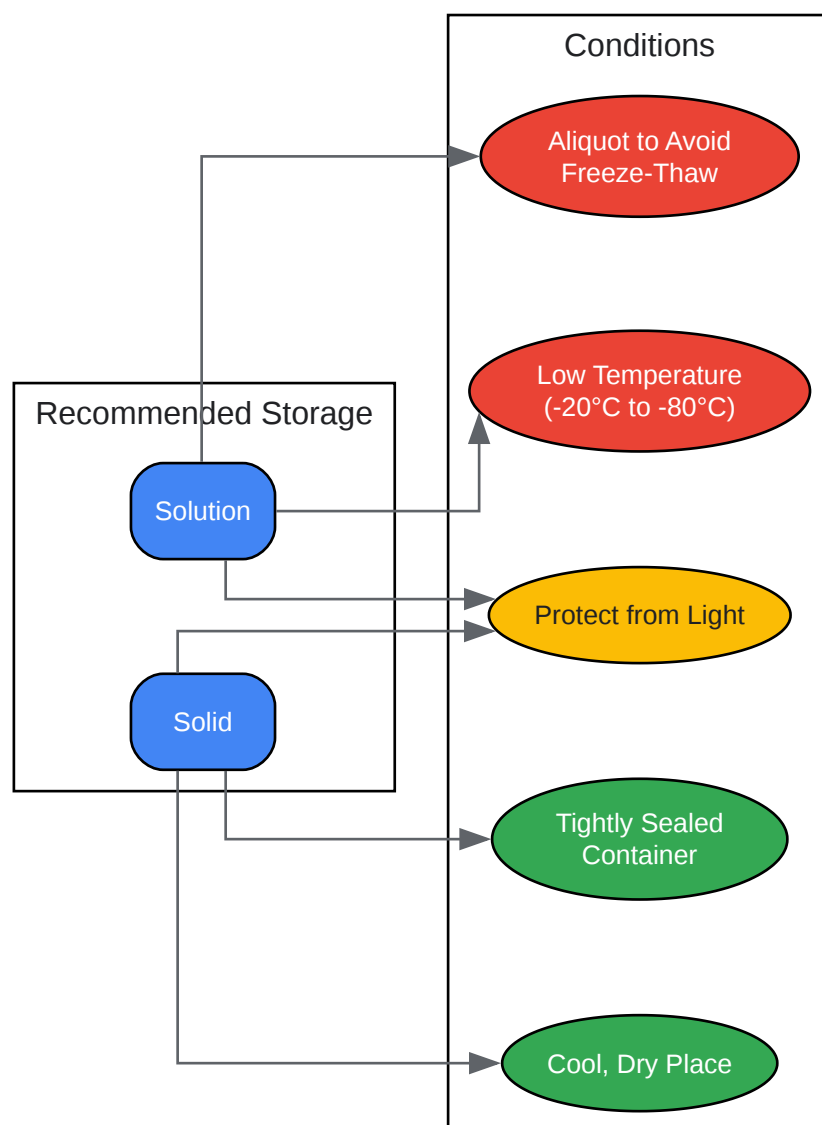 Conditions
Aliquot to Avoid
Freeze-Thaw
Low Temperature
(-20°C to -80°C)
Recommended Storage
Solution
Protect from Light
Solid
Tightly Sealed
Container
Cool, Dry Place